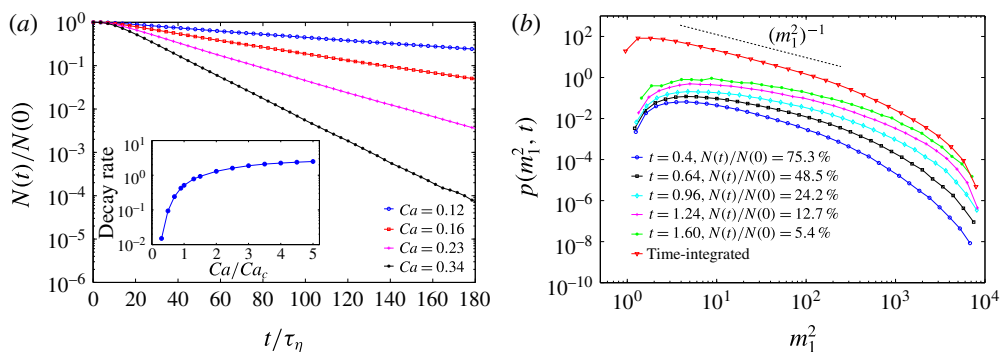 (a)
10^0
10^{-1}
10^{-2}
10^{-3}
10^{-4}
10^{-5}
10^{-6}
N(t)/N(0)
0 20 40 60 80 100 120 140 160 180
t/τ_η
Decay rate
10^1
10^0
10^{-1}
10^{-2}
0 1 2 3 4 5
Ca/Ca_c
Ca = 0.12
Ca = 0.16
Ca = 0.23
Ca = 0.34
(b)
10^2
10^0
10^{-2}
10^{-4}
10^{-6}
10^{-8}
10^{-10}
p(m_1^2, t)
(m_1^2)^{-1}
t = 0.4, N(t)/N(0) = 75.3 %
t = 0.64, N(t)/N(0) = 48.5 %
t = 0.96, N(t)/N(0) = 24.2 %
t = 1.24, N(t)/N(0) = 12.7 %
t = 1.60, N(t)/N(0) = 5.4 %
Time-integrated
10^0 10^1 10^2 10^3 10^4
m_1^2